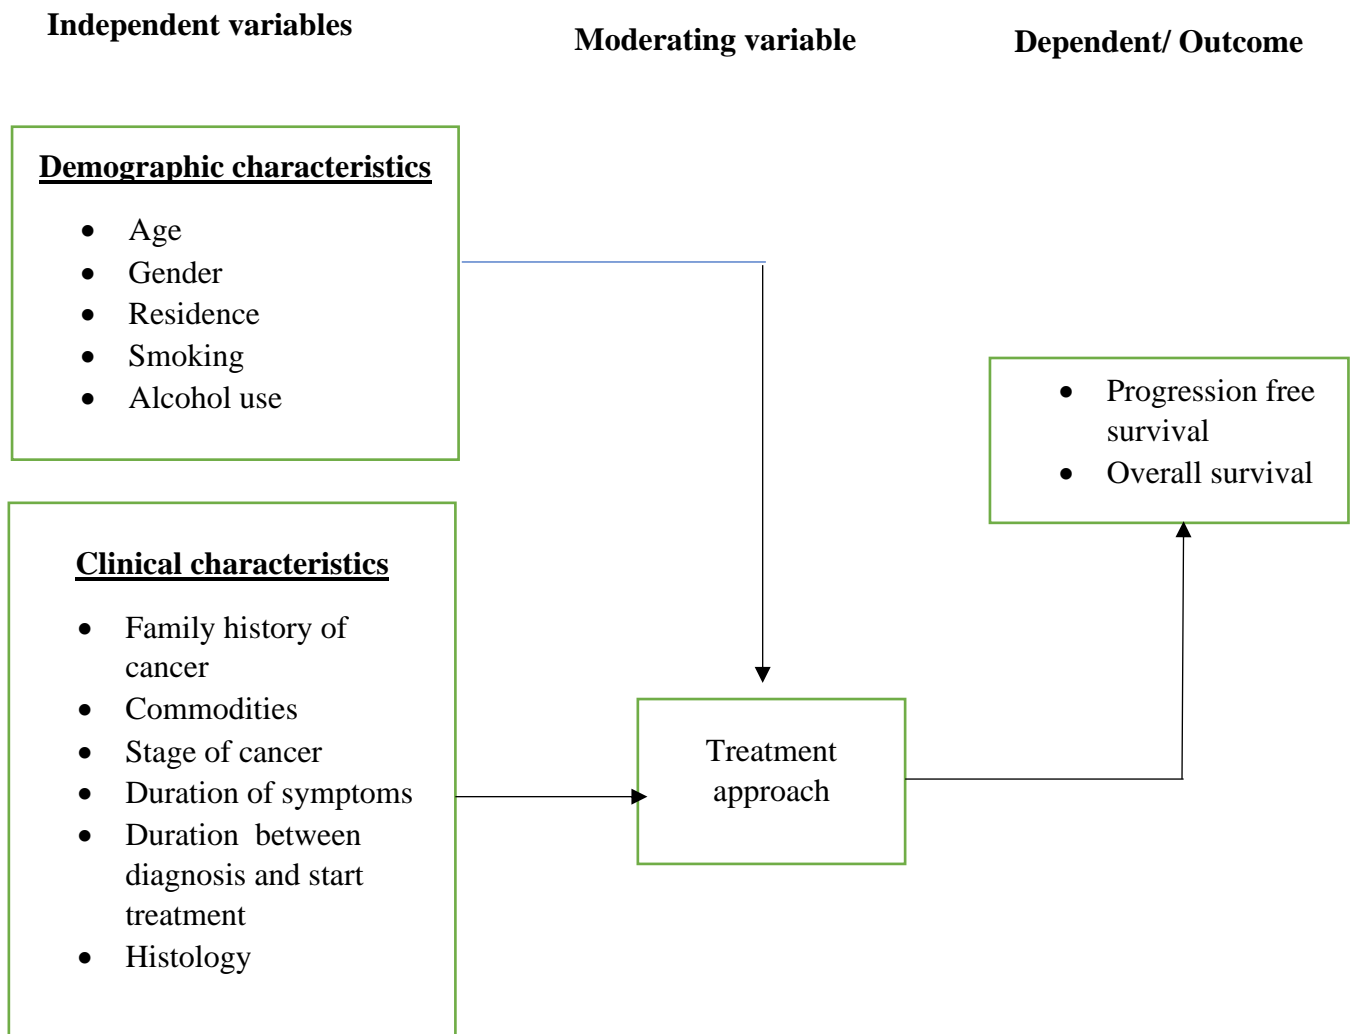 Independent variables
Moderating variable
Dependent/ Outcome
Demographic characteristics
• Age
• Gender
• Residence
• Smoking
• Alcohol use
Clinical characteristics
• Family history of
cancer
• Commodities
• Stage of cancer
• Duration of symptoms
• Duration between
diagnosis and start
treatment
• Histology
Treatment
approach
• Progression free
survival
• Overall survival